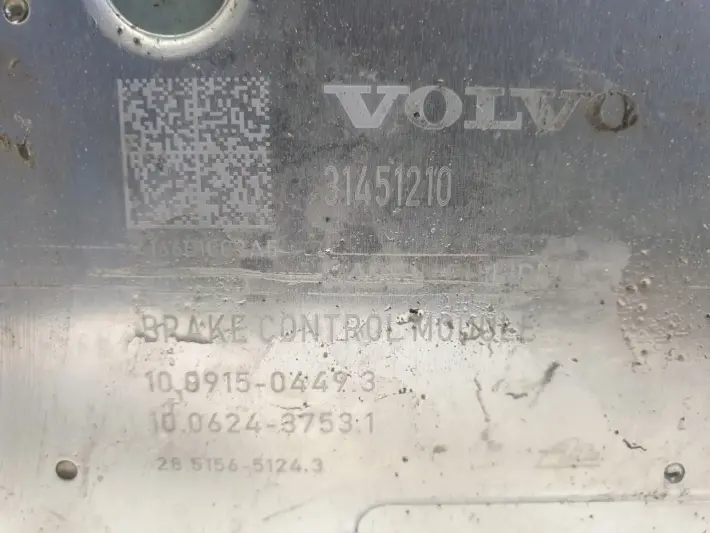 VOLVO
31451210
BRAKE CONTROL MODULE
10.0915-0449.3
10.0624-3753.1
28.5156-5124.3